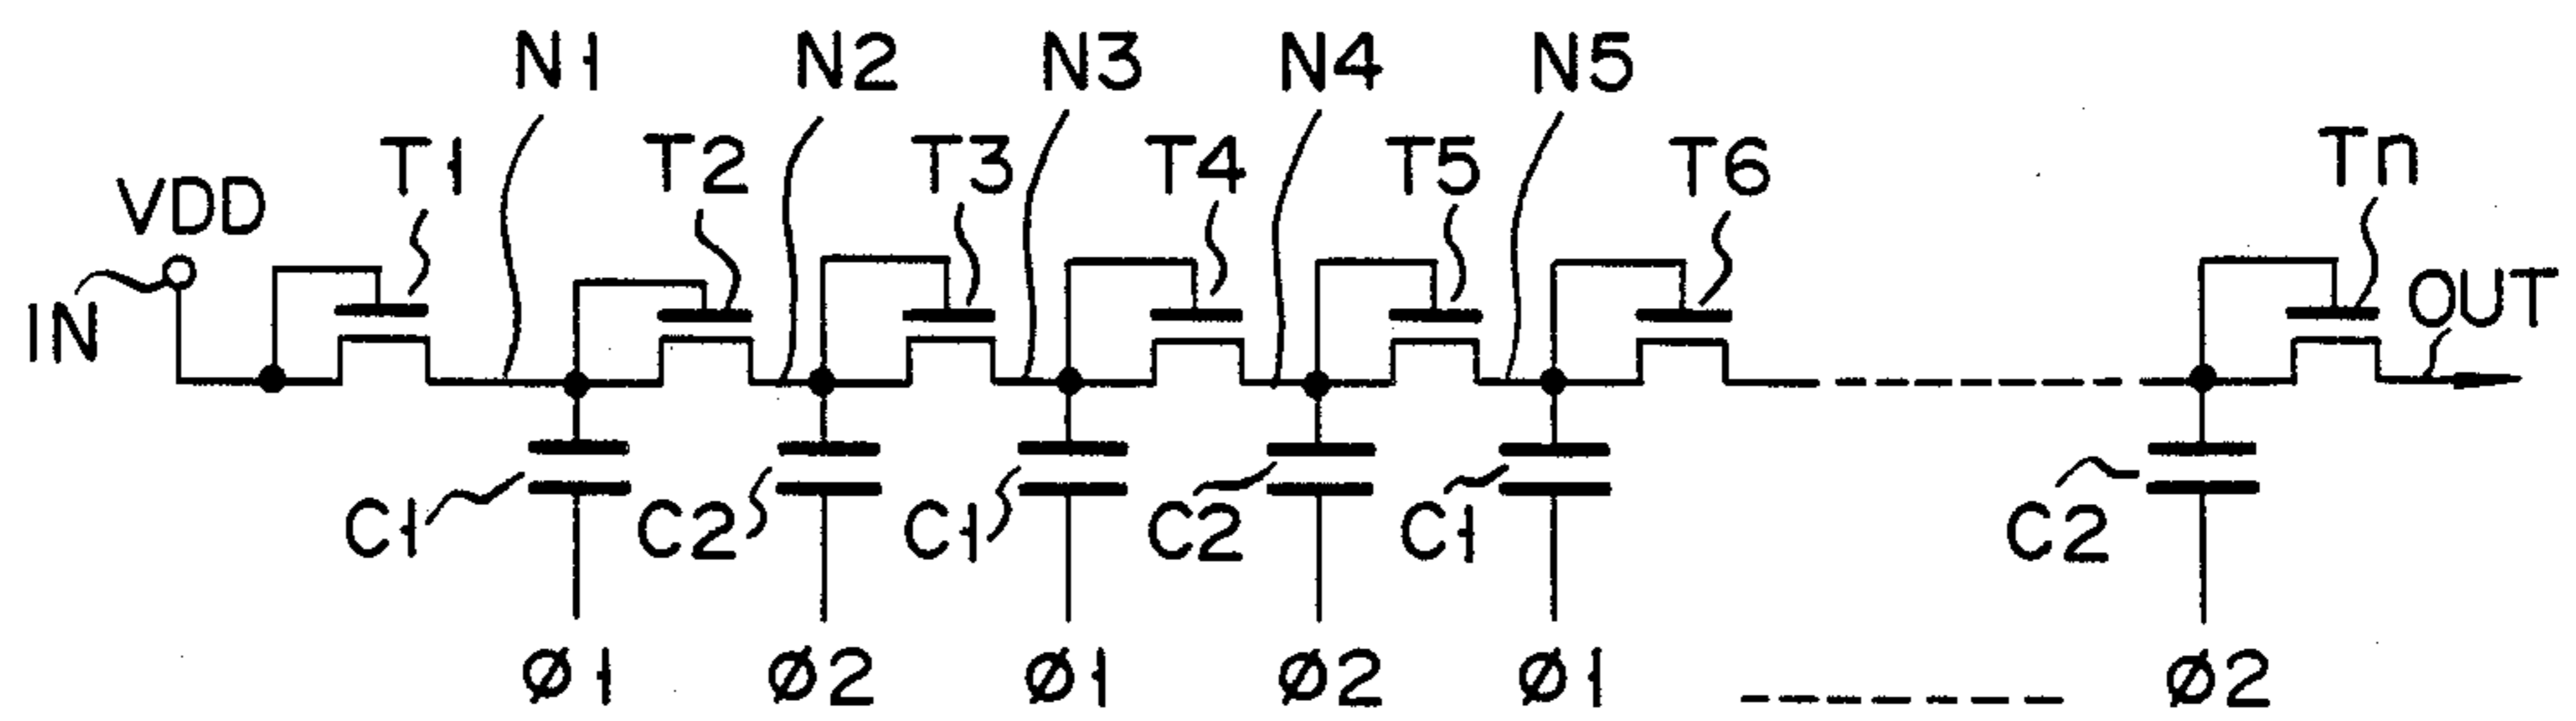 N1 N2 N3 N4 N5
VDD T1 T2 T3 T4 T5 T6 Tn
IN OUT
C1 C2 C1 C2 C1 C2
Ø1 Ø2 Ø1 Ø2 Ø1 Ø2